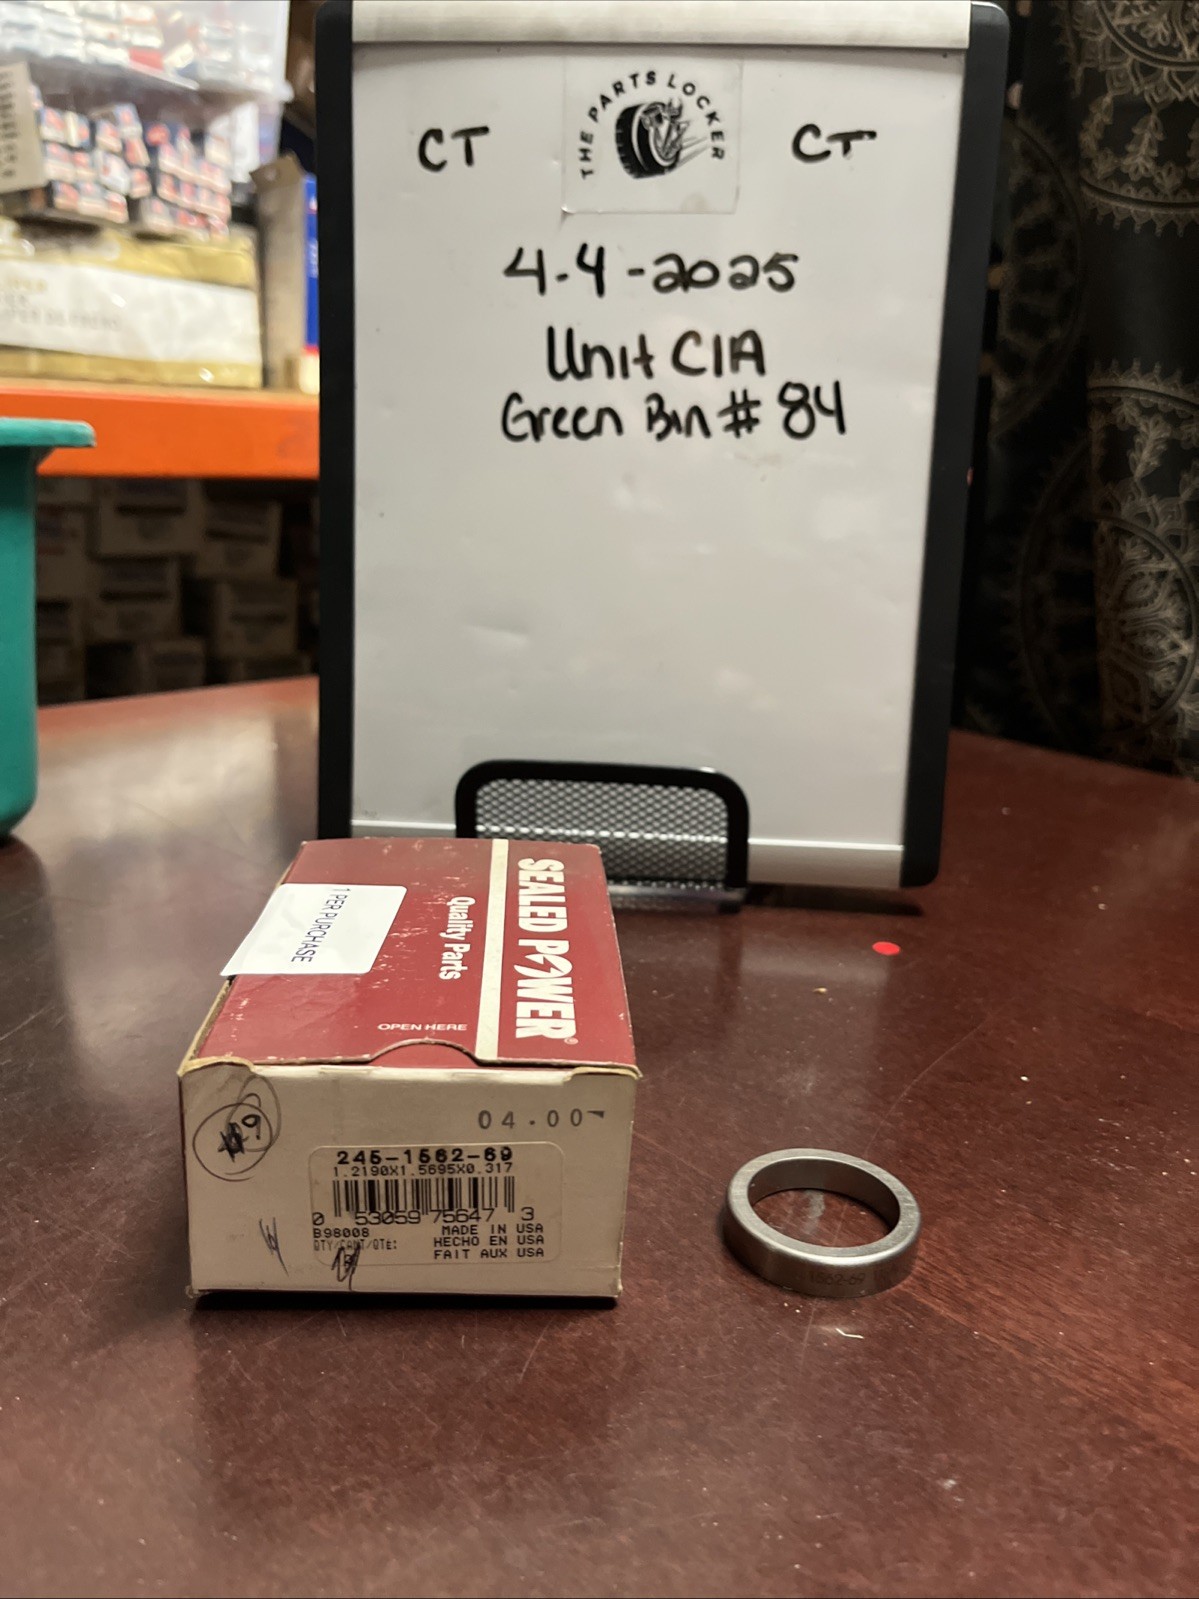 THE PARTS LOCKER
CT CT
4-4-2025
Unit C1A
Green Bin # 84
SEALED POWER®
Quality Parts
1 PER PURCHASE
OPEN HERE
04.00
245-1562-69
1.2190X1.5695X0.317
0 53059 75647 3
B98008 MADE IN USA
QTY/CANT/QTE: HECHO EN USA
FAIT AUX USA
1562-69